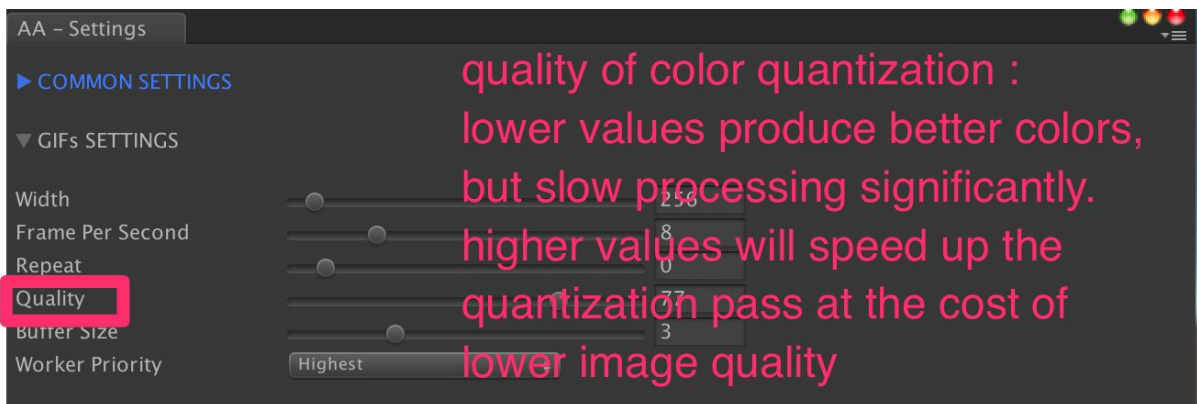 AA – Settings
▶ COMMON SETTINGS
▼ GIFs SETTINGS
Width 256
Frame Per Second 8
Repeat 0
Quality 77
Buffer Size 3
Worker Priority Highest
quality of color quantization :
lower values produce better colors,
but slow processing significantly.
higher values will speed up the
quantization pass at the cost of
lower image quality